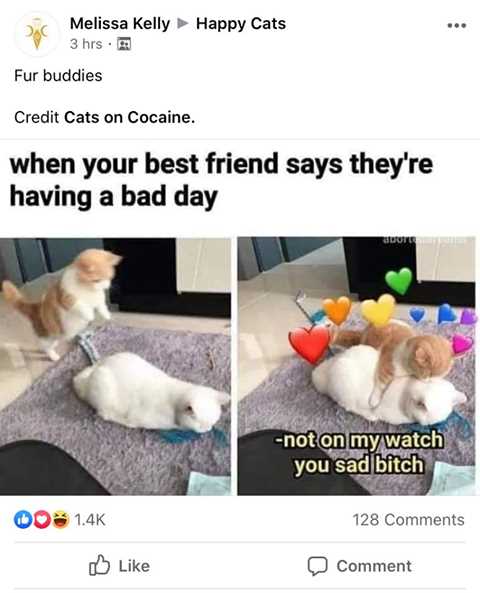 Melissa Kelly ▶ Happy Cats
3 hrs ·
Fur buddies
Credit Cats on Cocaine.
when your best friend says they're
having a bad day
-not on my watch
you sad bitch
1.4K
128 Comments
Like
Comment